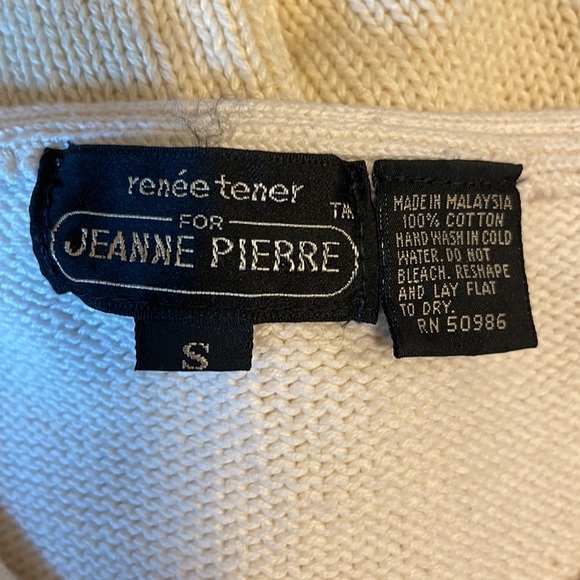 renée tener
FOR
JEANNE PIERRE
TM
S
MADE IN MALAYSIA
100% COTTON
HAND WASH IN COLD
WATER. DO NOT
BLEACH. RESHAPE
AND LAY FLAT
TO DRY.
RN 50986